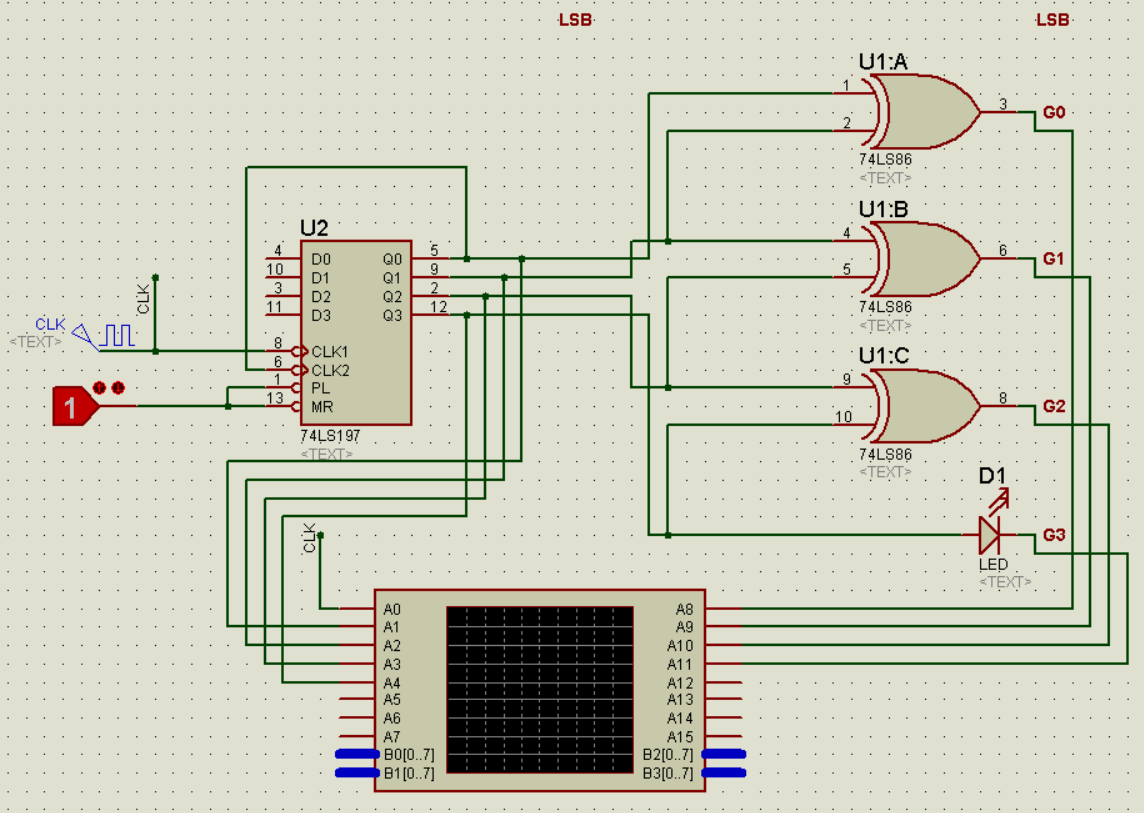 LSB
LSB
U1:A
1
2
3
G0
74LS86
<TEXT>
U1:B
4
5
6
G1
74LS86
<TEXT>
U1:C
9
10
8
G2
74LS86
<TEXT>
D1
G3
LED
<TEXT>
U2
4 D0 Q0 5
10 D1 Q1 9
3 D2 Q2 2
11 D3 Q3 12
8 CLK1
6 CLK2
1 PL
13 MR
74LS197
<TEXT>
CLK
CLK
<TEXT>
1
CLK
A0 A8
A1 A9
A2 A10
A3 A11
A4 A12
A5 A13
A6 A14
A7 A15
B0[0..7] B2[0..7]
B1[0..7] B3[0..7]